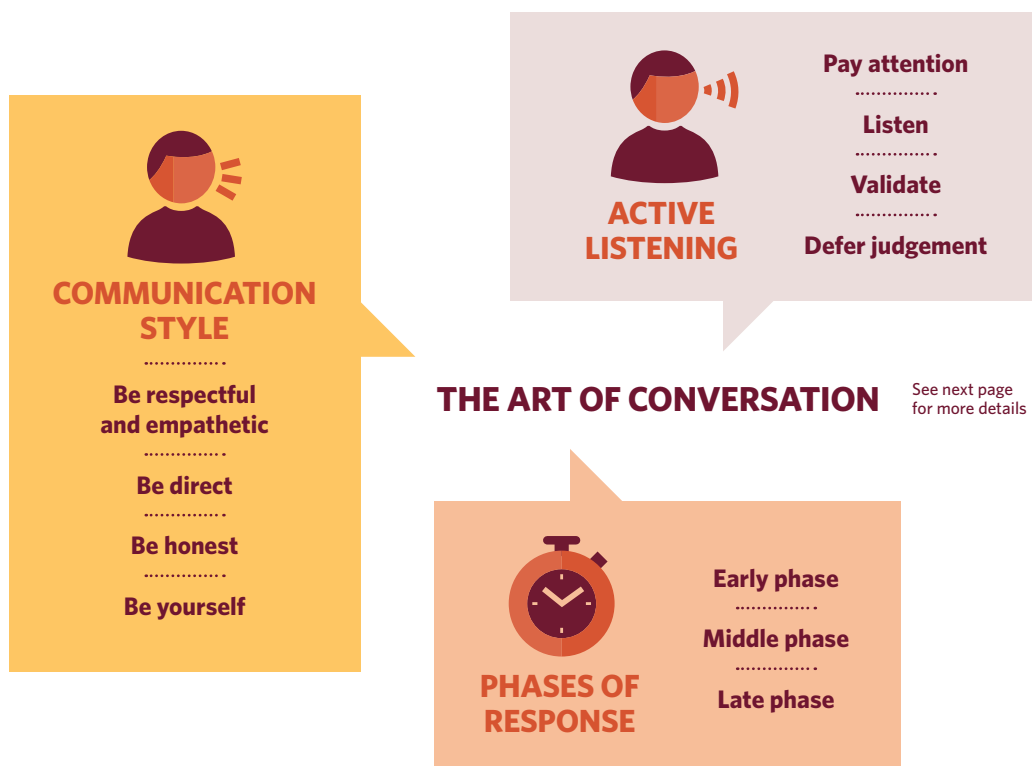 COMMUNICATION
STYLE
Be respectful
and empathetic
Be direct
Be honest
Be yourself
ACTIVE
LISTENING
Pay attention
Listen
Validate
Defer judgement
THE ART OF CONVERSATION
See next page
for more details
PHASES OF
RESPONSE
Early phase
Middle phase
Late phase